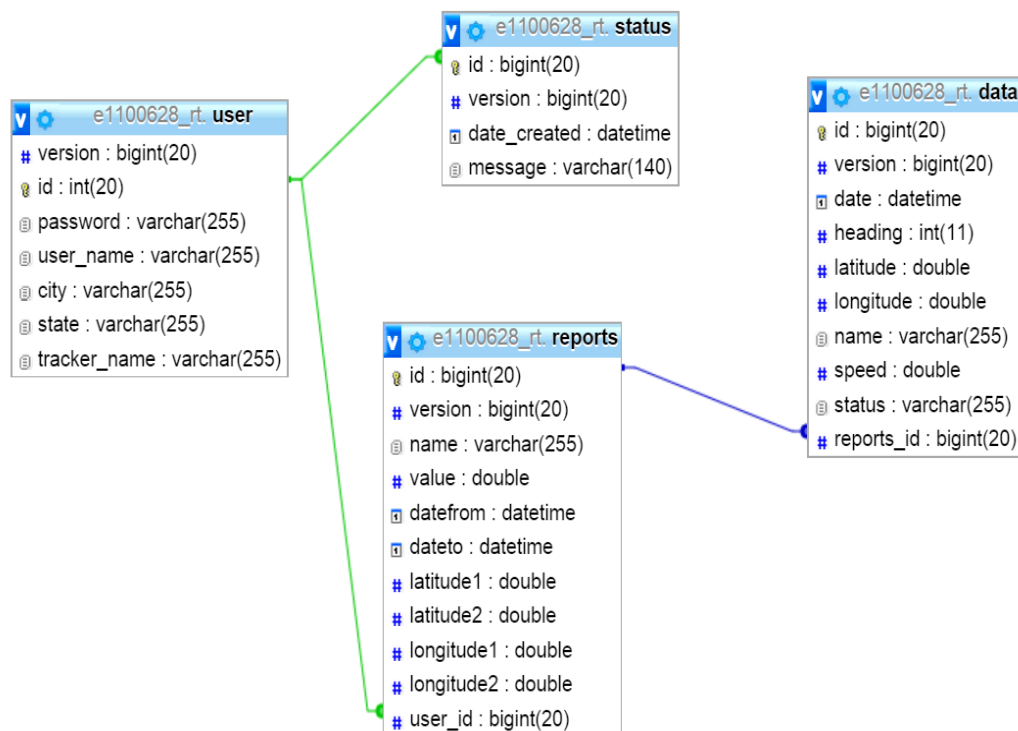 e1100628_rt. user
version : bigint(20)
id : int(20)
password : varchar(255)
user_name : varchar(255)
city : varchar(255)
state : varchar(255)
tracker_name : varchar(255)
e1100628_rt. status
id : bigint(20)
version : bigint(20)
date_created : datetime
message : varchar(140)
e1100628_rt. reports
id : bigint(20)
version : bigint(20)
name : varchar(255)
value : double
datefrom : datetime
dateto : datetime
latitude1 : double
latitude2 : double
longitude1 : double
longitude2 : double
user_id : bigint(20)
e1100628_rt. data
id : bigint(20)
version : bigint(20)
date : datetime
heading : int(11)
latitude : double
longitude : double
name : varchar(255)
speed : double
status : varchar(255)
reports_id : bigint(20)